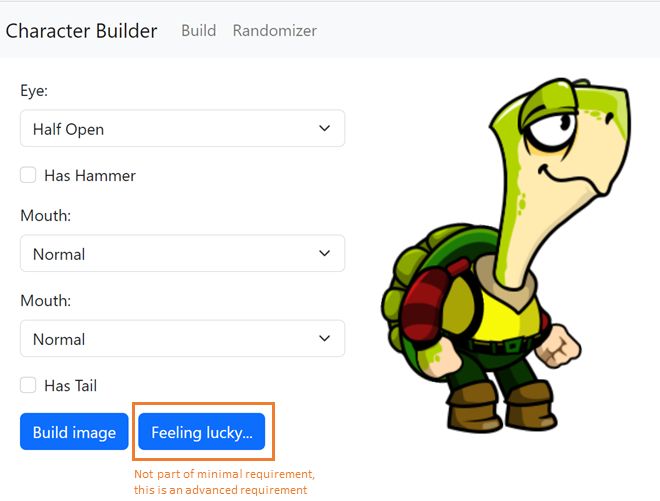 Character Builder Build Randomizer
Eye:
Half Open
Has Hammer
Mouth:
Normal
Mouth:
Normal
Has Tail
Build image Feeling lucky...
Not part of minimal requirement,
this is an advanced requirement